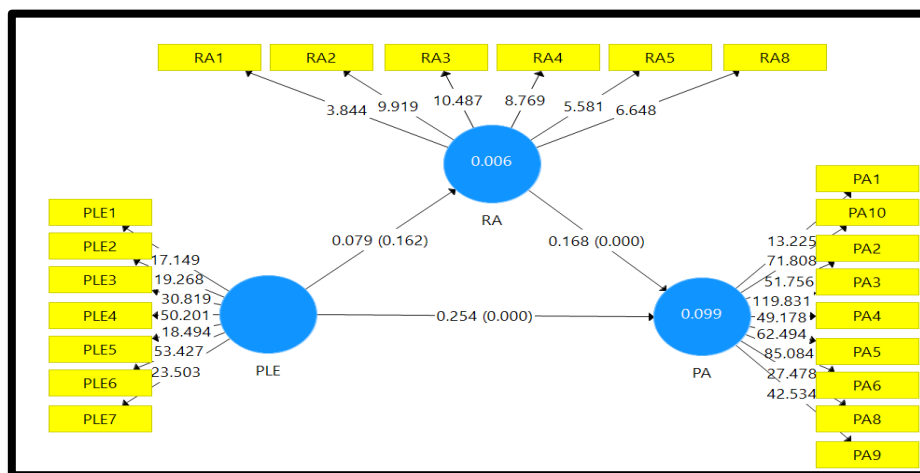 RA1 RA2 RA3 RA4 RA5 RA8
3.844 9.919 10.487 8.769 5.581 6.648
0.006
RA
PLE1
PLE2
PLE3
PLE4
PLE5
PLE6
PLE7
17.149
19.268
30.819
50.201
18.494
53.427
23.503
PLE
0.079 (0.162)
0.168 (0.000)
0.254 (0.000)
0.099
PA
13.225
71.808
51.756
119.831
49.178
62.494
85.084
27.478
42.534
PA1
PA10
PA2
PA3
PA4
PA5
PA6
PA8
PA9